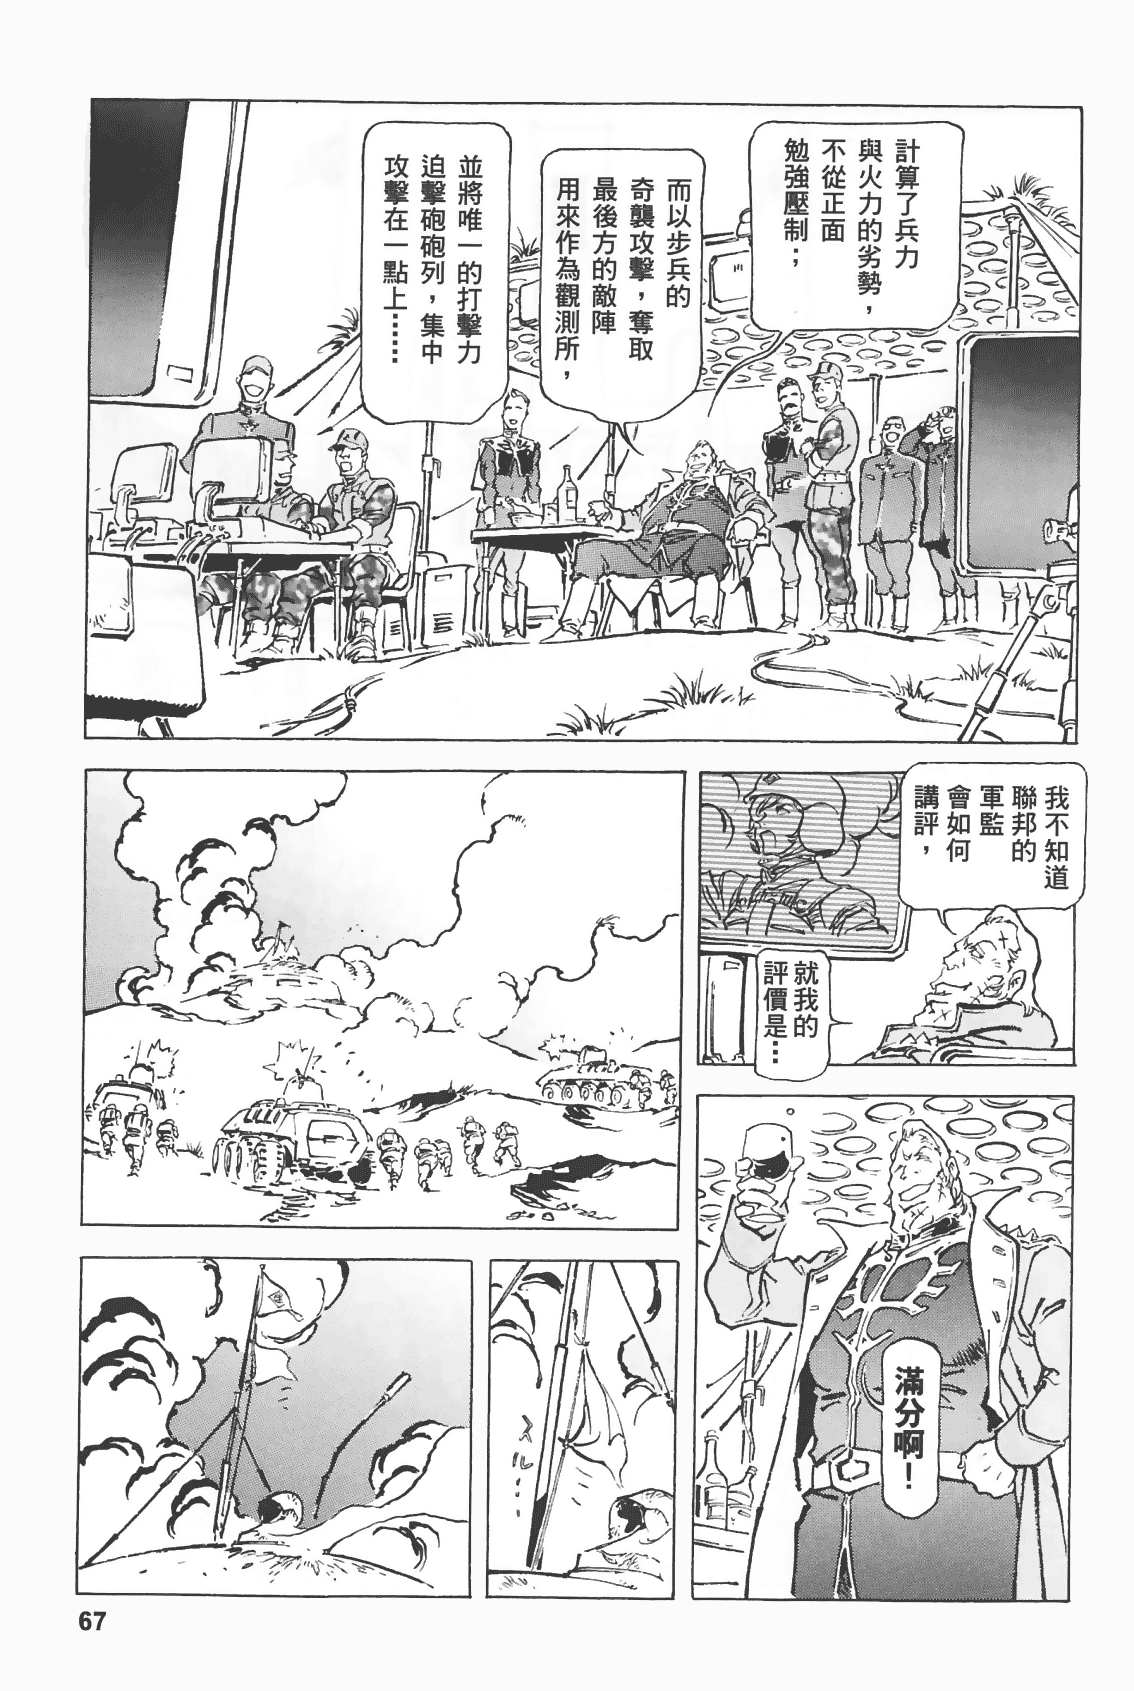 計算了兵力
與火力的劣勢，
不從正面
勉強壓制；
而以步兵的
奇襲攻擊，奪取
最後方的敵陣
用來作為觀測所，
並將唯一的打擊力
迫擊砲砲列，集中
攻擊在一點上……
我不知道
聯邦的
軍監
會如何
講評，
就我的
評價是…
滿分啊！
スル…
67